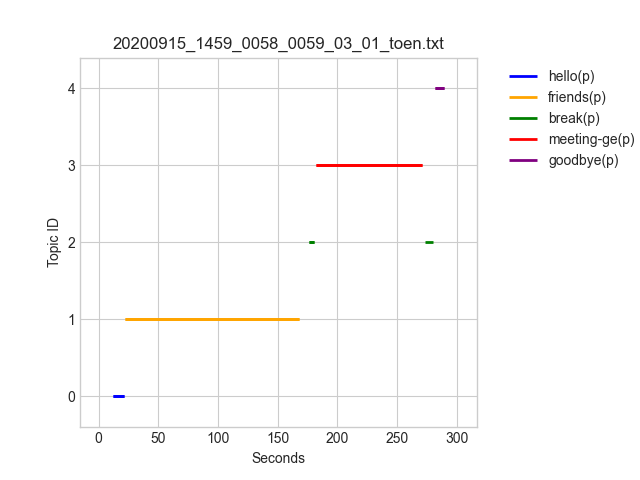 20200915_1459_0058_0059_03_01_toen.txt
hello(p)
friends(p)
break(p)
meeting-ge(p)
goodbye(p)
Topic ID
4
3
2
1
0
0 50 100 150 200 250 300
Seconds